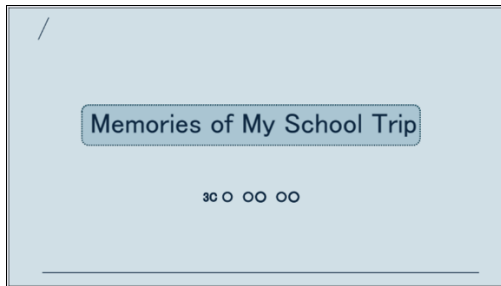 Memories of My School Trip
3C ○ ○○ ○○